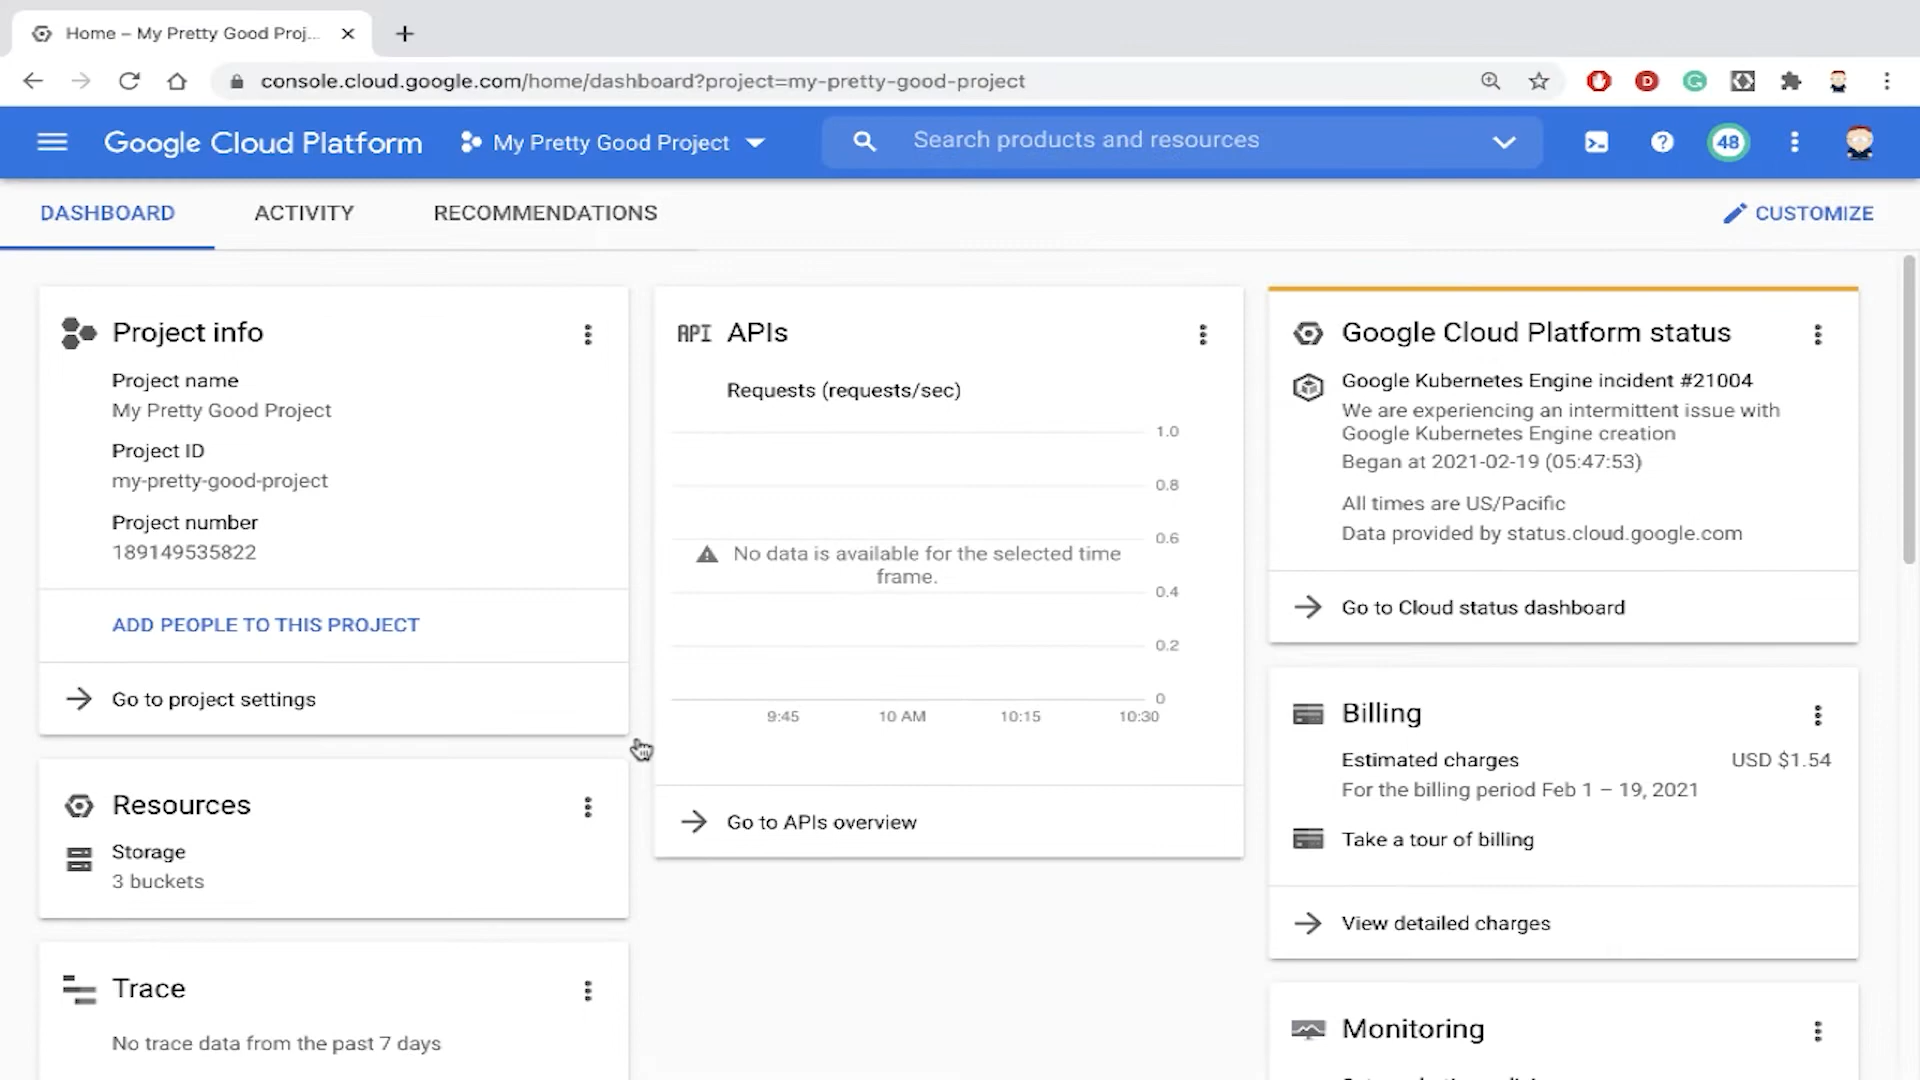 Home – My Pretty Good Proj...
console.cloud.google.com/home/dashboard?project=my-pretty-good-project
Google Cloud Platform
My Pretty Good Project
Search products and resources
48
DASHBOARD
ACTIVITY
RECOMMENDATIONS
CUSTOMIZE
Project info
Project name
My Pretty Good Project
Project ID
my-pretty-good-project
Project number
189149535822
ADD PEOPLE TO THIS PROJECT
Go to project settings
Resources
Storage
3 buckets
Trace
No trace data from the past 7 days
API APIs
Requests (requests/sec)
1.0
0.8
0.6
No data is available for the selected time
frame.
0.4
0.2
0
9:45 10 AM 10:15 10:30
Go to APIs overview
Google Cloud Platform status
Google Kubernetes Engine incident #21004
We are experiencing an intermittent issue with
Google Kubernetes Engine creation
Began at 2021-02-19 (05:47:53)
All times are US/Pacific
Data provided by status.cloud.google.com
Go to Cloud status dashboard
Billing
Estimated charges USD $1.54
For the billing period Feb 1 – 19, 2021
Take a tour of billing
View detailed charges
Monitoring